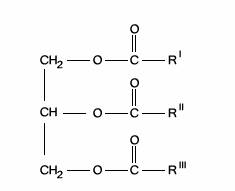 O
CH2 — O — C — R I
O
CH — O — C — R II
O
CH2 — O — C — R III